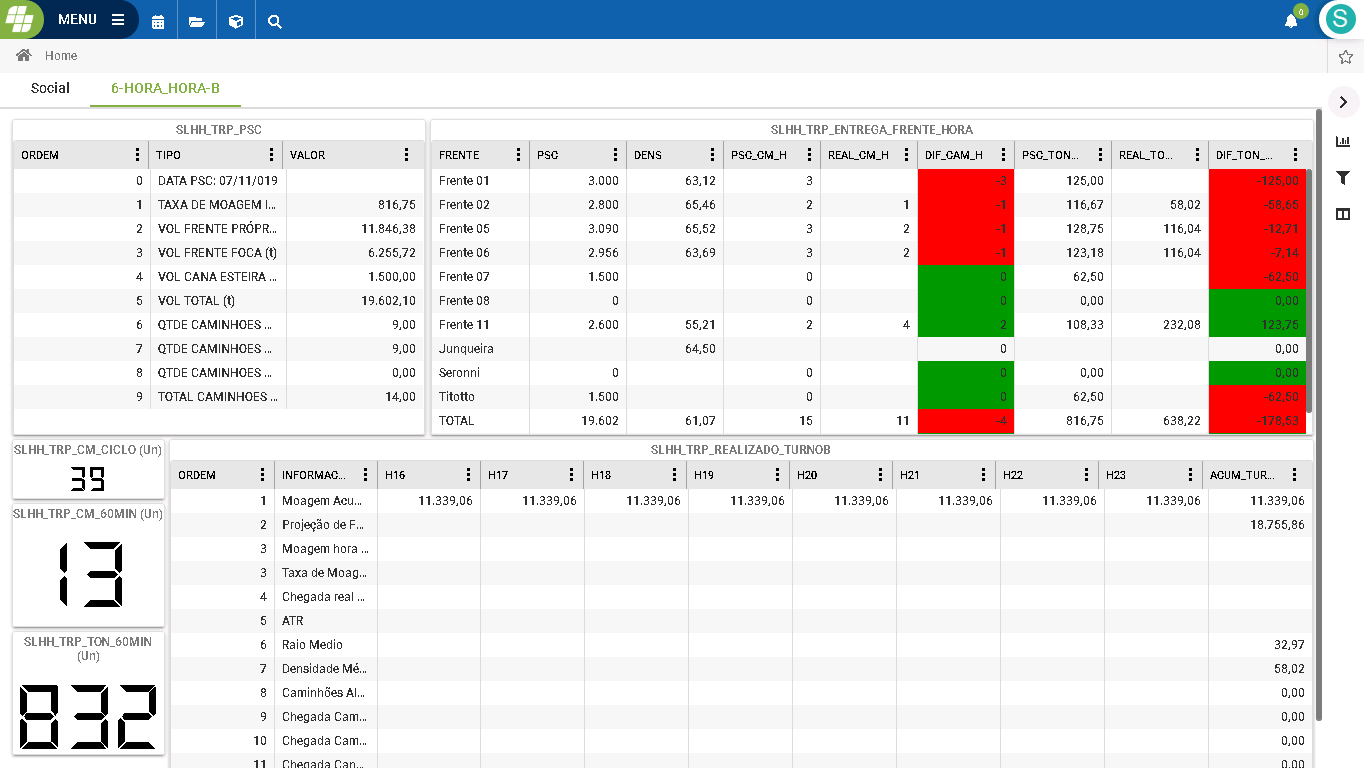 MENU
0
S
Home
Social 6-HORA_HORA-B
SLHH_TRP_PSC
ORDEM TIPO VALOR
0 DATA PSC: 07/11/019
1 TAXA DE MOAGEM I... 816,75
2 VOL FRENTE PRÓPR... 11.846,38
3 VOL FRENTE FOCA (t) 6.255,72
4 VOL CANA ESTEIRA ... 1.500,00
5 VOL TOTAL (t) 19.602,10
6 QTDE CAMINHOES ... 9,00
7 QTDE CAMINHOES ... 9,00
8 QTDE CAMINHOES ... 0,00
9 TOTAL CAMINHOES ... 14,00
SLHH_TRP_ENTREGA_FRENTE_HORA
FRENTE PSC DENS PSC_CM_H REAL_CM_H DIF_CAM_H PSC_TON... REAL_TO... DIF_TON_...
Frente 01 3.000 63,12 3 -3 125,00 -125,00
Frente 02 2.800 65,46 2 1 -1 116,67 58,02 -58,65
Frente 05 3.090 65,52 3 2 -1 128,75 116,04 -12,71
Frente 06 2.956 63,69 3 2 -1 123,18 116,04 -7,14
Frente 07 1.500 0 0 62,50 -62,50
Frente 08 0 0 0 0,00 0,00
Frente 11 2.600 55,21 2 4 2 108,33 232,08 123,75
Junqueira 64,50 0 0,00
Seronni 0 0 0 0,00 0,00
Titotto 1.500 0 0 62,50 -62,50
TOTAL 19.602 61,07 15 11 -4 816,75 638,22 -178,53
SLHH_TRP_CM_CICLO (Un)
39
SLHH_TRP_CM_60MIN (Un)
13
SLHH_TRP_TON_60MIN
(Un)
832
SLHH_TRP_REALIZADO_TURNOB
ORDEM INFORMAC... H16 H17 H18 H19 H20 H21 H22 H23 ACUM_TUR...
1 Moagem Acu... 11.339,06 11.339,06 11.339,06 11.339,06 11.339,06 11.339,06 11.339,06 11.339,06 11.339,06
2 Projeção de F... 18.755,86
3 Moagem hora ...
3 Taxa de Moag...
4 Chegada real ...
5 ATR
6 Raio Medio 32,97
7 Densidade Mé... 58,02
8 Caminhões Al... 0,00
9 Chegada Cam... 0,00
10 Chegada Cam... 0,00
11 Chegada Can... 0,00